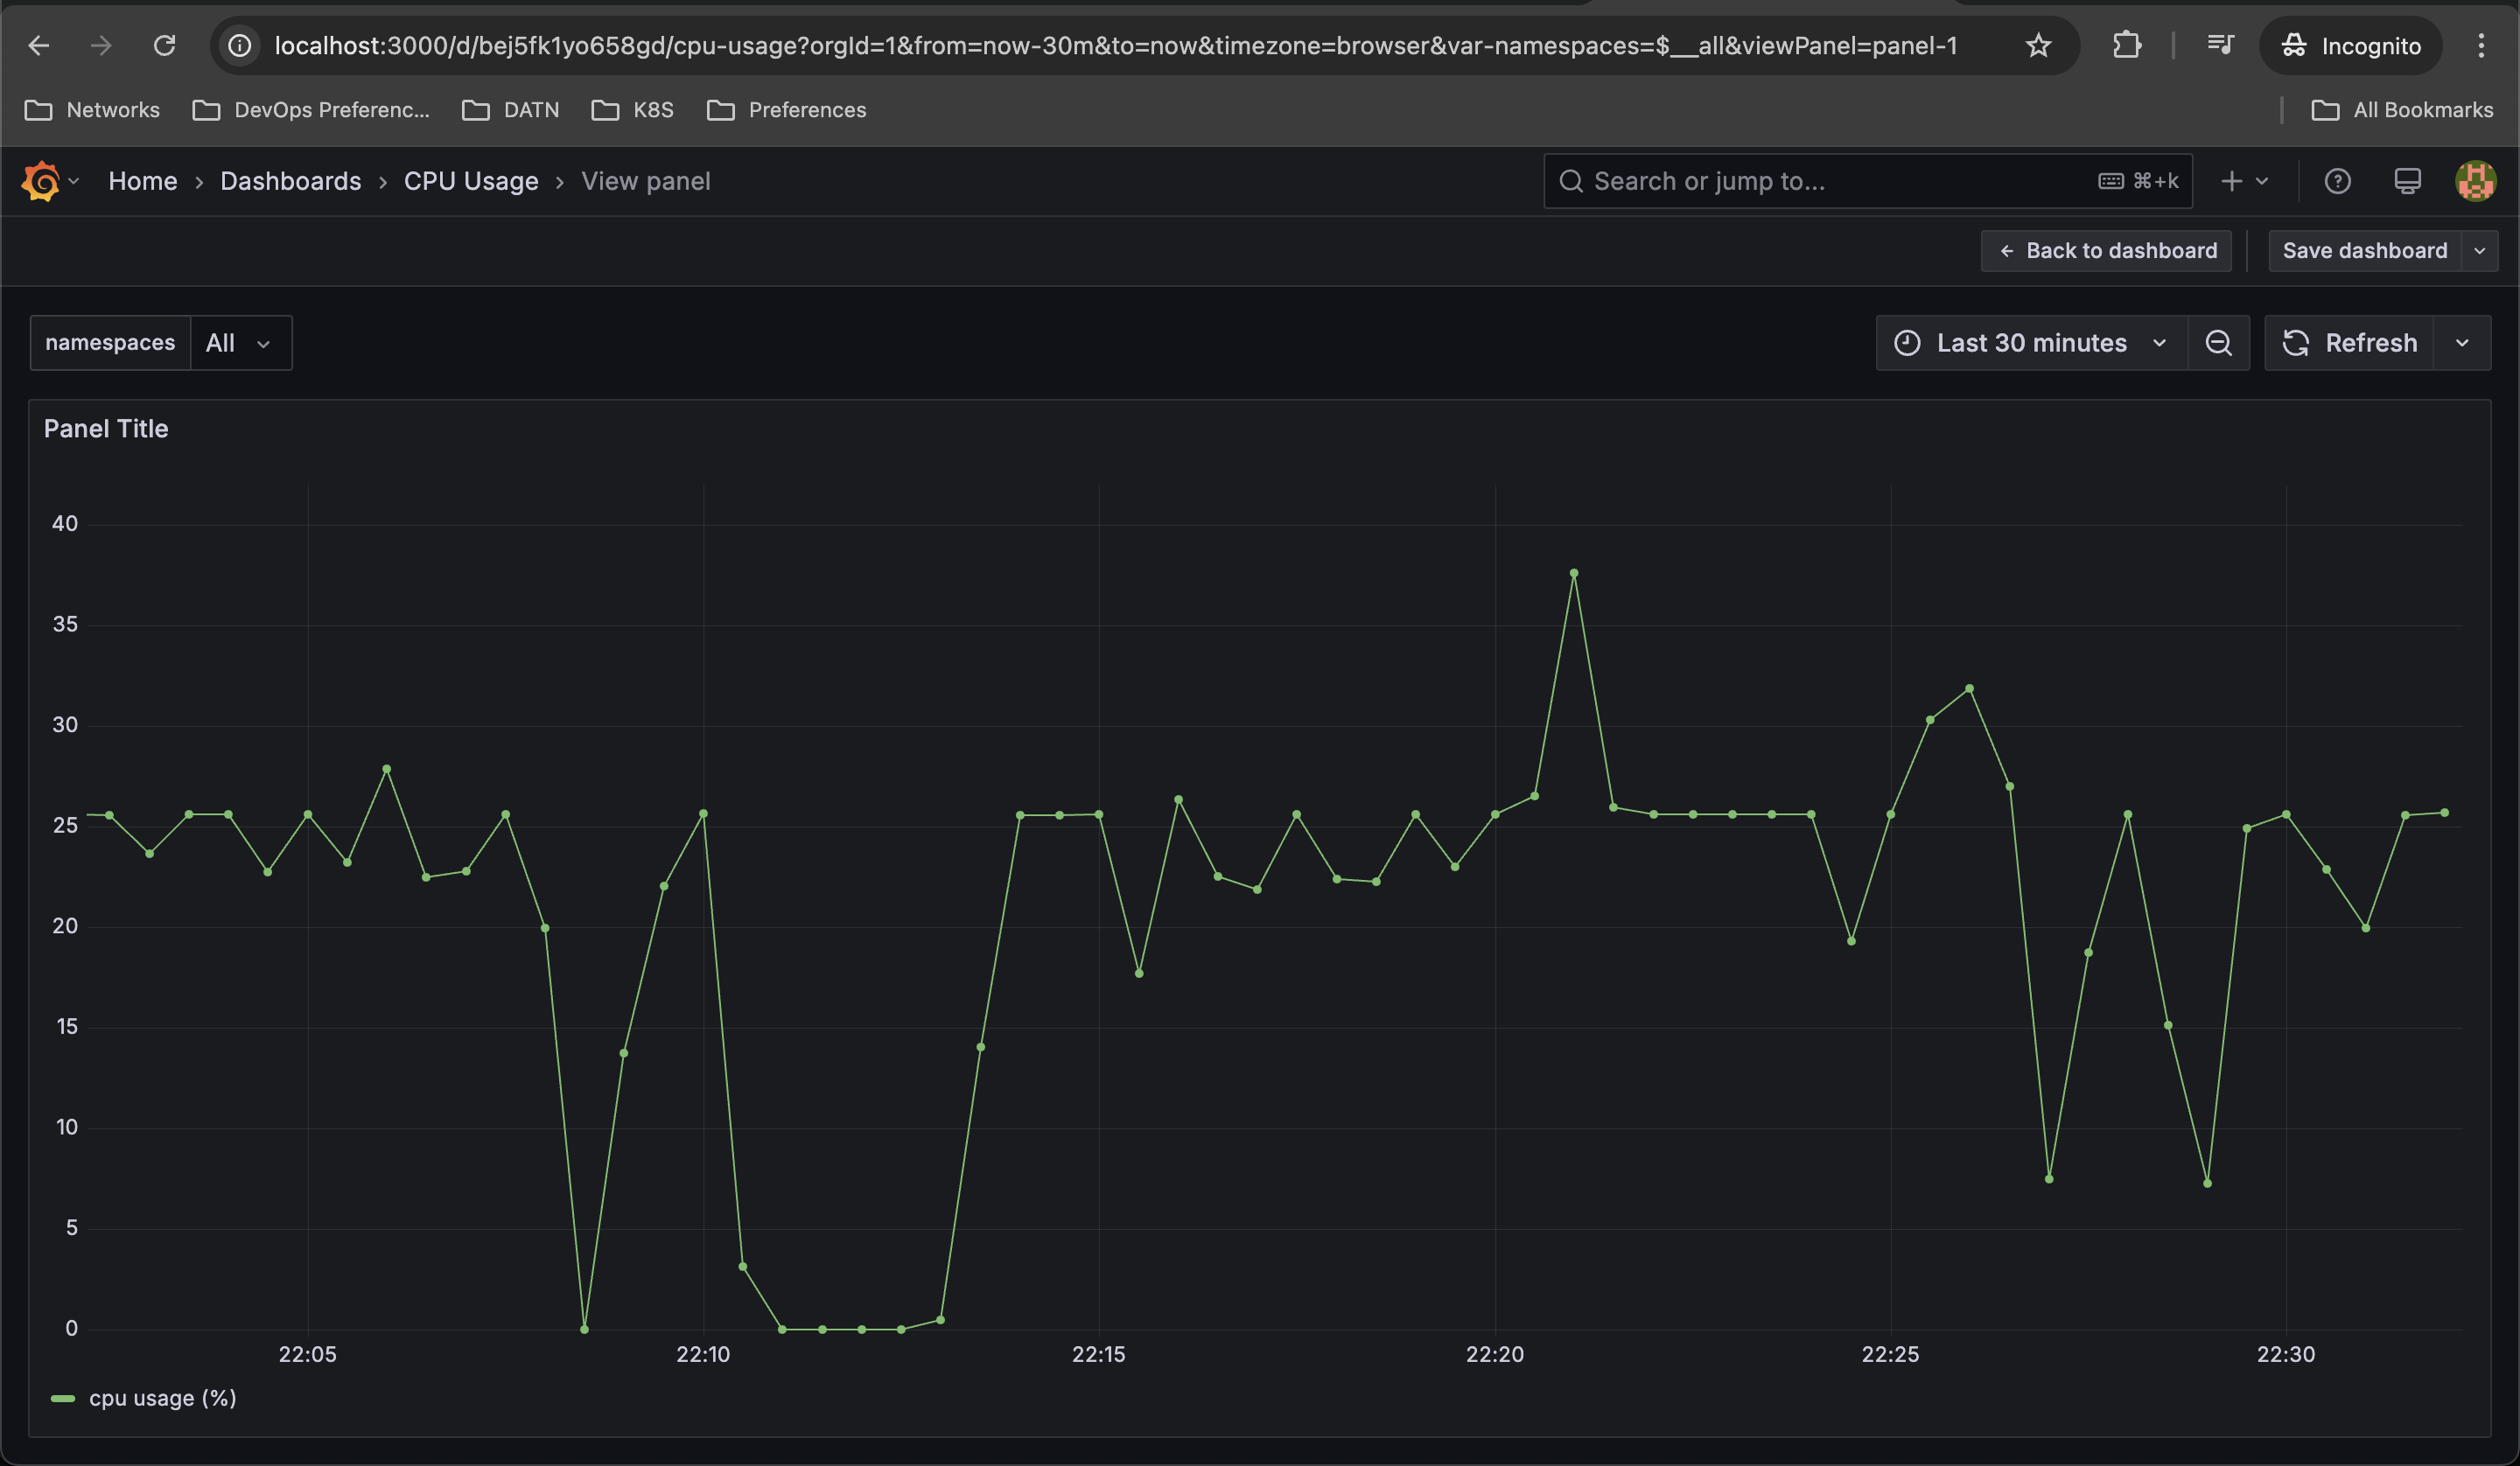 localhost:3000/d/bej5fk1yo658gd/cpu-usage?orgId=1&from=now-30m&to=now&timezone=browser&var-namespaces=$__all&viewPanel=panel-1
Incognito
Networks
DevOps Preferenc...
DATN
K8S
Preferences
All Bookmarks
Home › Dashboards › CPU Usage › View panel
Search or jump to...
⌘+k
Back to dashboard
Save dashboard
namespaces
All
Last 30 minutes
Refresh
Panel Title
40
35
30
25
20
15
10
5
0
22:05
22:10
22:15
22:20
22:25
22:30
cpu usage (%)